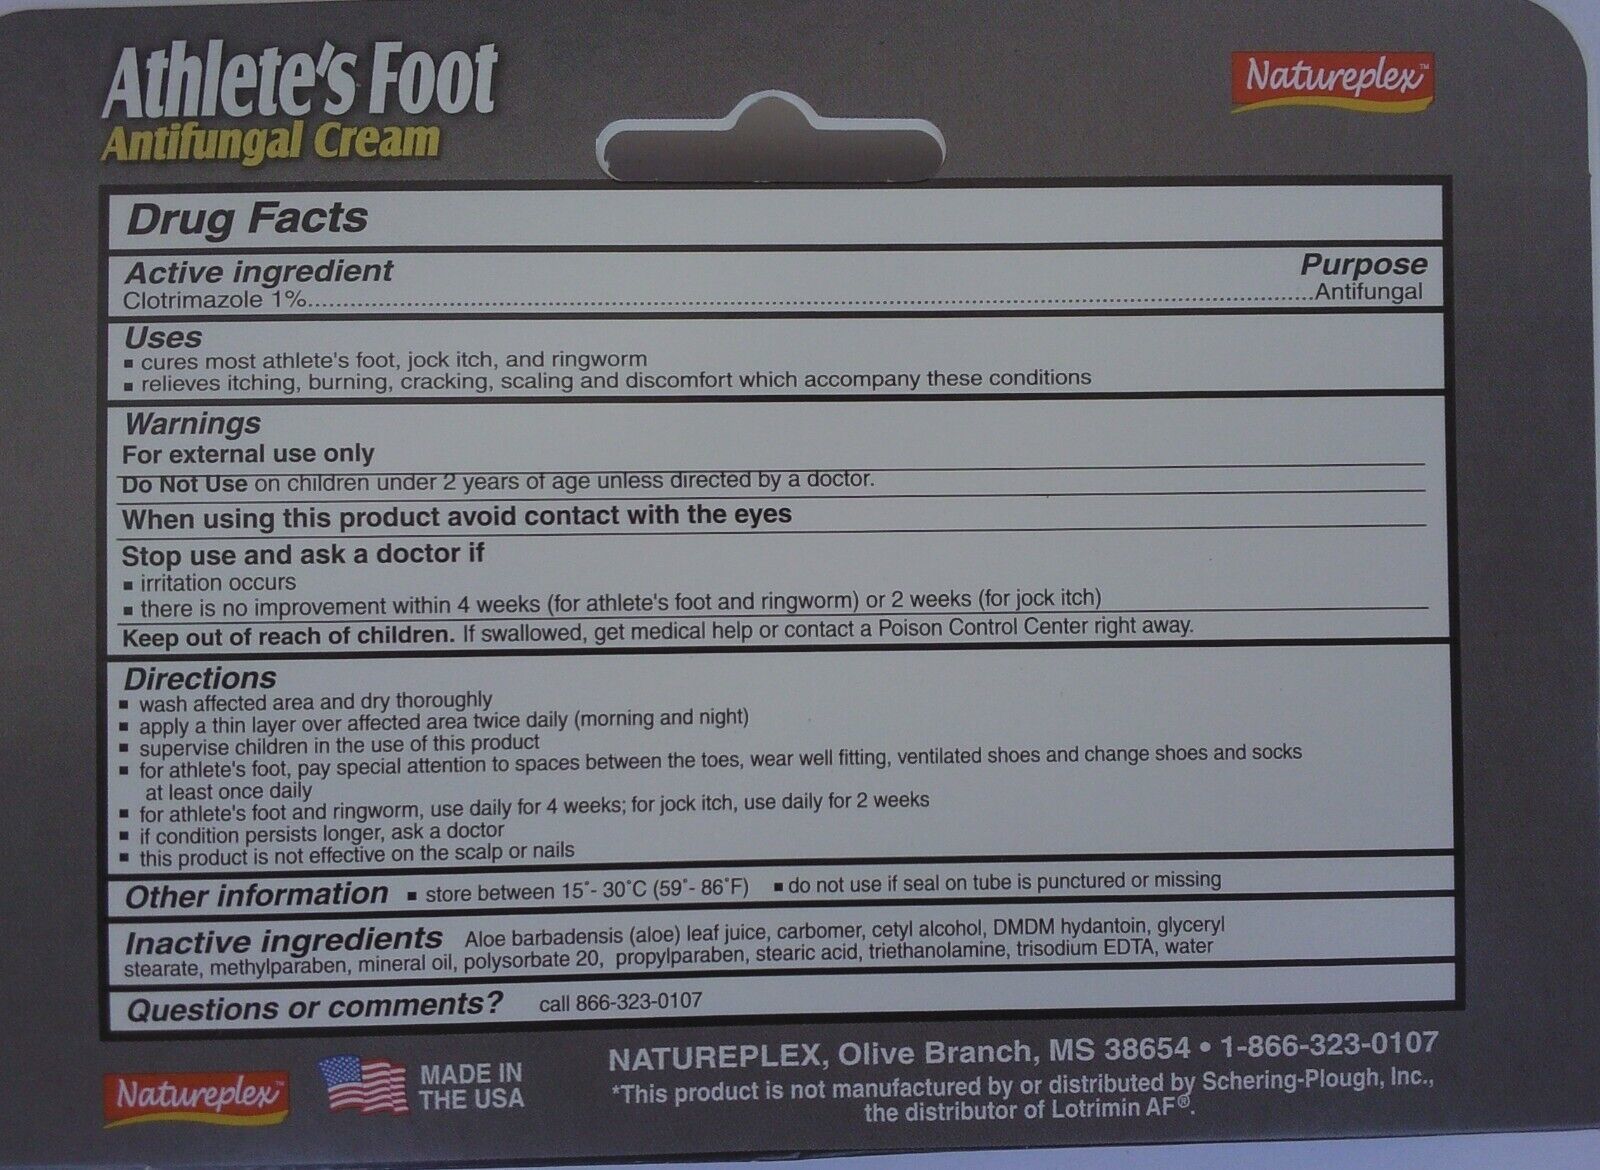 Athlete's Foot
Antifungal Cream
Natureplex™
Drug Facts
Active ingredient Purpose
Clotrimazole 1%..........Antifungal
Uses
▪ cures most athlete's foot, jock itch, and ringworm
▪ relieves itching, burning, cracking, scaling and discomfort which accompany these conditions
Warnings
For external use only
Do Not Use on children under 2 years of age unless directed by a doctor.
When using this product avoid contact with the eyes
Stop use and ask a doctor if
▪ irritation occurs
▪ there is no improvement within 4 weeks (for athlete's foot and ringworm) or 2 weeks (for jock itch)
Keep out of reach of children. If swallowed, get medical help or contact a Poison Control Center right away.
Directions
▪ wash affected area and dry thoroughly
▪ apply a thin layer over affected area twice daily (morning and night)
▪ supervise children in the use of this product
▪ for athlete's foot, pay special attention to spaces between the toes, wear well fitting, ventilated shoes and change shoes and socks
at least once daily
▪ for athlete's foot and ringworm, use daily for 4 weeks; for jock itch, use daily for 2 weeks
▪ if condition persists longer, ask a doctor
▪ this product is not effective on the scalp or nails
Other information ▪ store between 15˚- 30˚C (59˚- 86˚F) ▪ do not use if seal on tube is punctured or missing
Inactive ingredients Aloe barbadensis (aloe) leaf juice, carbomer, cetyl alcohol, DMDM hydantoin, glyceryl
stearate, methylparaben, mineral oil, polysorbate 20, propylparaben, stearic acid, triethanolamine, trisodium EDTA, water
Questions or comments? call 866-323-0107
Natureplex™
MADE IN
THE USA
NATUREPLEX, Olive Branch, MS 38654 • 1-866-323-0107
*This product is not manufactured by or distributed by Schering-Plough, Inc.,
the distributor of Lotrimin AF®.